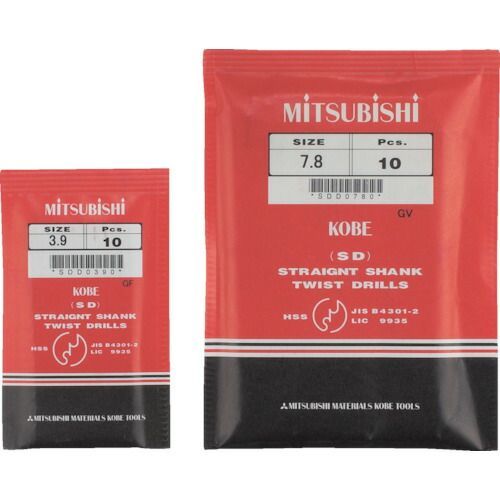 MITSUBISHI
SIZE Pcs.
3.9 10
*SDD0390*
GF
KOBE
(SD)
STRAIGNT SHANK
TWIST DRILLS
HSS JIS B4301-2
LIC 9935
MITSUBISHI MATERIALS KOBE TOOLS
MITSUBISHI
SIZE Pcs.
7.8 10
*SDD0780*
GV
KOBE
(SD)
STRAIGNT SHANK
TWIST DRILLS
HSS JIS B4301-2
LIC 9935
MITSUBISHI MATERIALS KOBE TOOLS